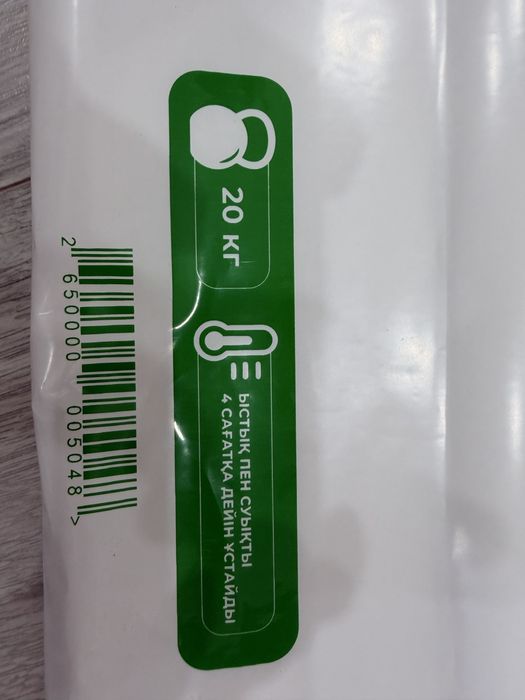 20 КГ
ЫСТЫҚ ПЕН СУЫҚТЫ
4 САҒАТҚА ДЕЙІН ҰСТАЙДЫ
2 650000 005048 >